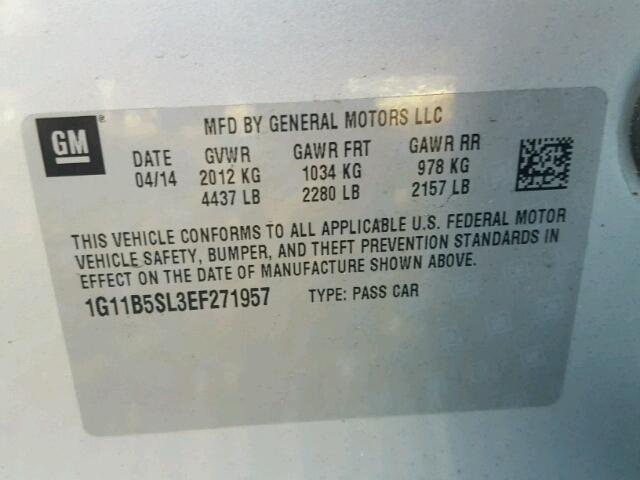 GM ® MFD BY GENERAL MOTORS LLC
DATE GVWR GAWR FRT GAWR RR
04/14 2012 KG 1034 KG 978 KG
4437 LB 2280 LB 2157 LB
THIS VEHICLE CONFORMS TO ALL APPLICABLE U.S. FEDERAL MOTOR
VEHICLE SAFETY, BUMPER, AND THEFT PREVENTION STANDARDS IN
EFFECT ON THE DATE OF MANUFACTURE SHOWN ABOVE.
1G11B5SL3EF271957 TYPE: PASS CAR